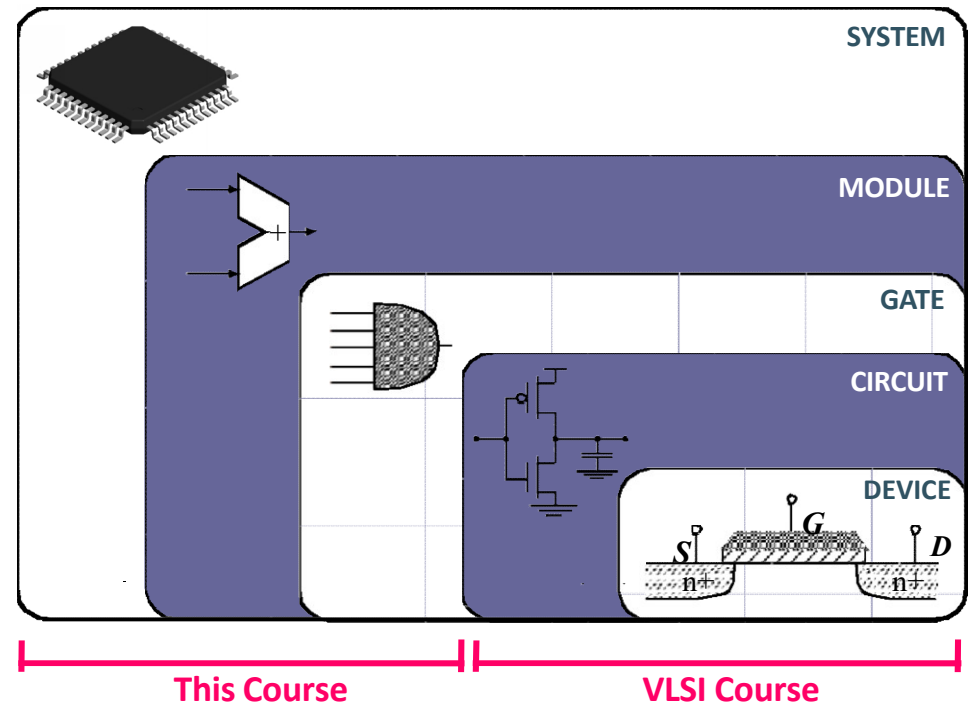 SYSTEM
MODULE
+
GATE
CIRCUIT
DEVICE
G
S
D
n+
n+
This Course
VLSI Course